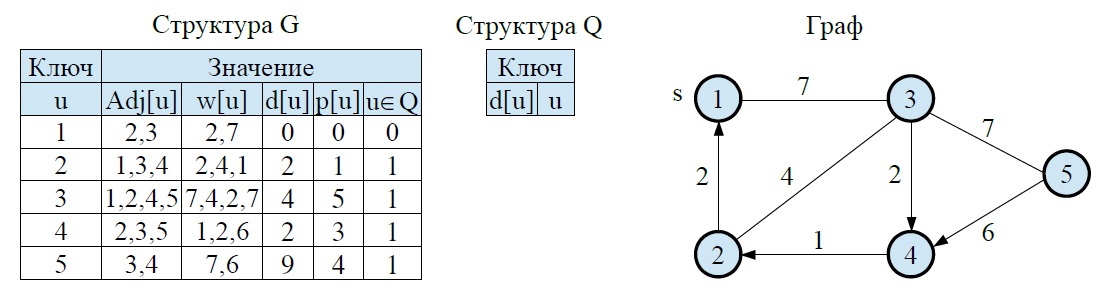 Структура G
Ключ Значение
u Adj[u] w[u] d[u] p[u] u∈Q
1 2,3 2,7 0 0 0
2 1,3,4 2,4,1 2 1 1
3 1,2,4,5 7,4,2,7 4 5 1
4 2,3,5 1,2,6 2 3 1
5 3,4 7,6 9 4 1
Структура Q
Ключ
d[u] u
Граф
s 1 7 3
7
2 4 2 5
6
2 1 4